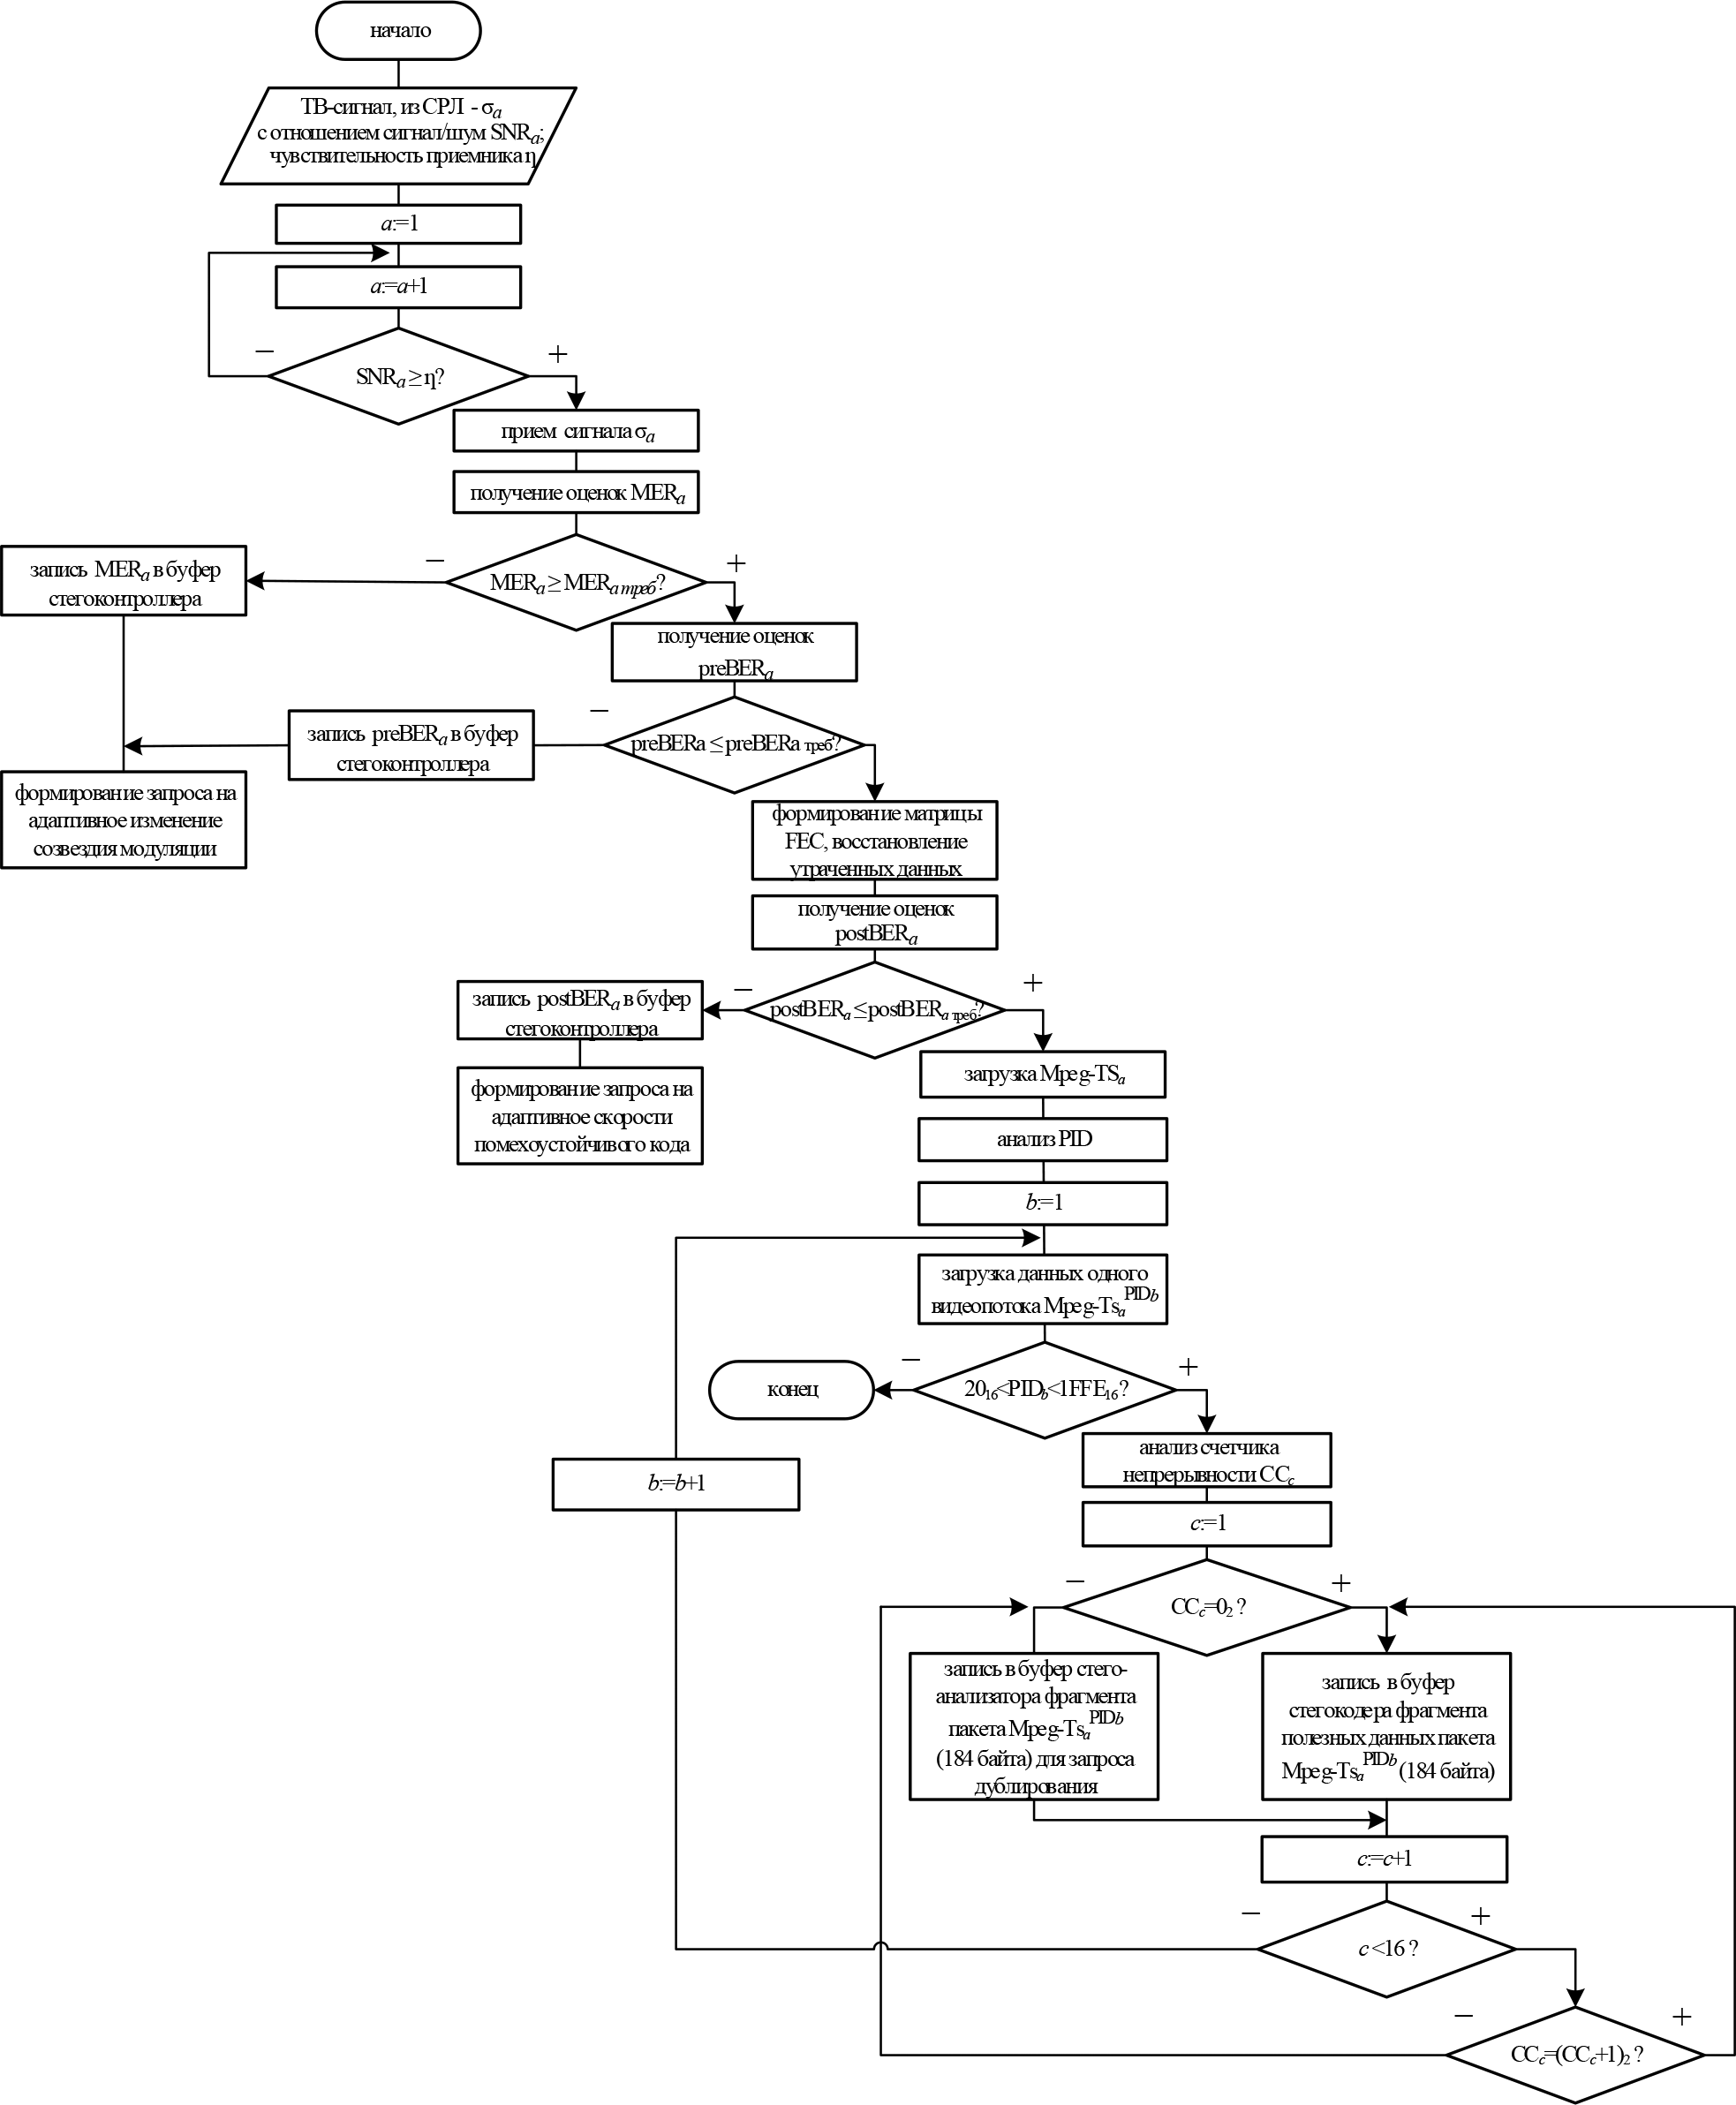 начало
ТВ-сигнал, из СРЛ - σa
с отношением сигнал/шум SNRa;
чувствительность приемника η
a:=1
a:=a+1
−
+
SNRa ≥ η?
прием сигнала σa
получение оценок MERa
−
+
MERa ≥ MERa треб?
запись MERa в буфер
стегоконтроллера
получение оценок
preBERa
−
preBERa ≤ preBERa треб?
запись preBERa в буфер
стегоконтроллера
формирование запроса на
адаптивное изменение
созвездия модуляции
формирование матрицы
FEC, восстановление
утраченных данных
получение оценок
postBERa
−
+
postBERa ≤ postBERa треб?
запись postBERa в буфер
стегоконтроллера
формирование запроса на
адаптивное скорости
помехоустойчивого кода
загрузка Mpeg-TSa
анализ PID
b:=1
загрузка данных одного
видеопотока Mpeg-TsaPIDb
−
+
20₁₆<PIDb<1FFE₁₆?
конец
анализ счетчика
непрерывности CCc
b:=b+1
c:=1
−
+
CCc=0₂ ?
запись в буфер стего-
анализатора фрагмента
пакета Mpeg-TsaPIDb
(184 байта) для запроса
дублирования
запись в буфер
стегокодера фрагмента
полезных данных пакета
Mpeg-TsaPIDb (184 байта)
c:=c+1
−
+
c <16 ?
−
+
CCc=(CCc+1)₂ ?